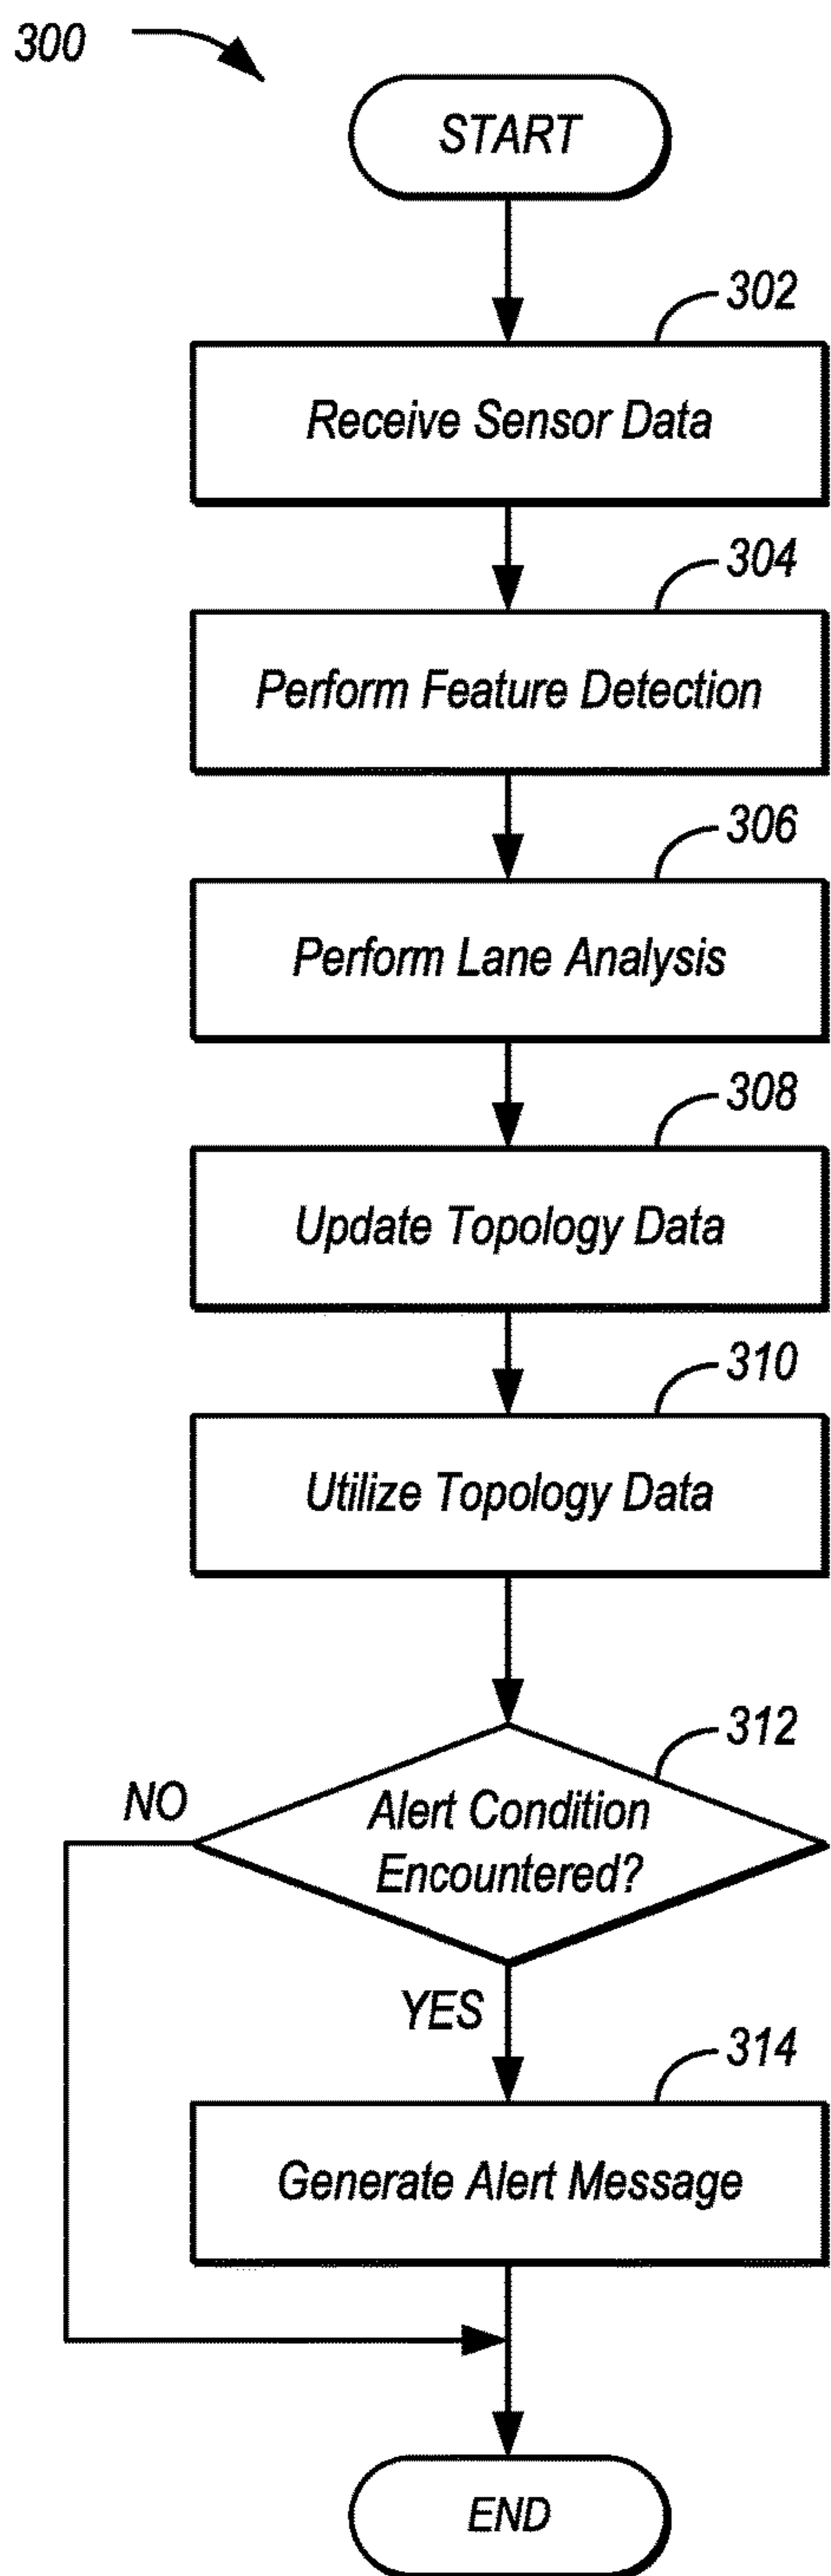 300
START
302
Receive Sensor Data
304
Perform Feature Detection
306
Perform Lane Analysis
308
Update Topology Data
310
Utilize Topology Data
312
NO
Alert Condition
Encountered?
YES
314
Generate Alert Message
END